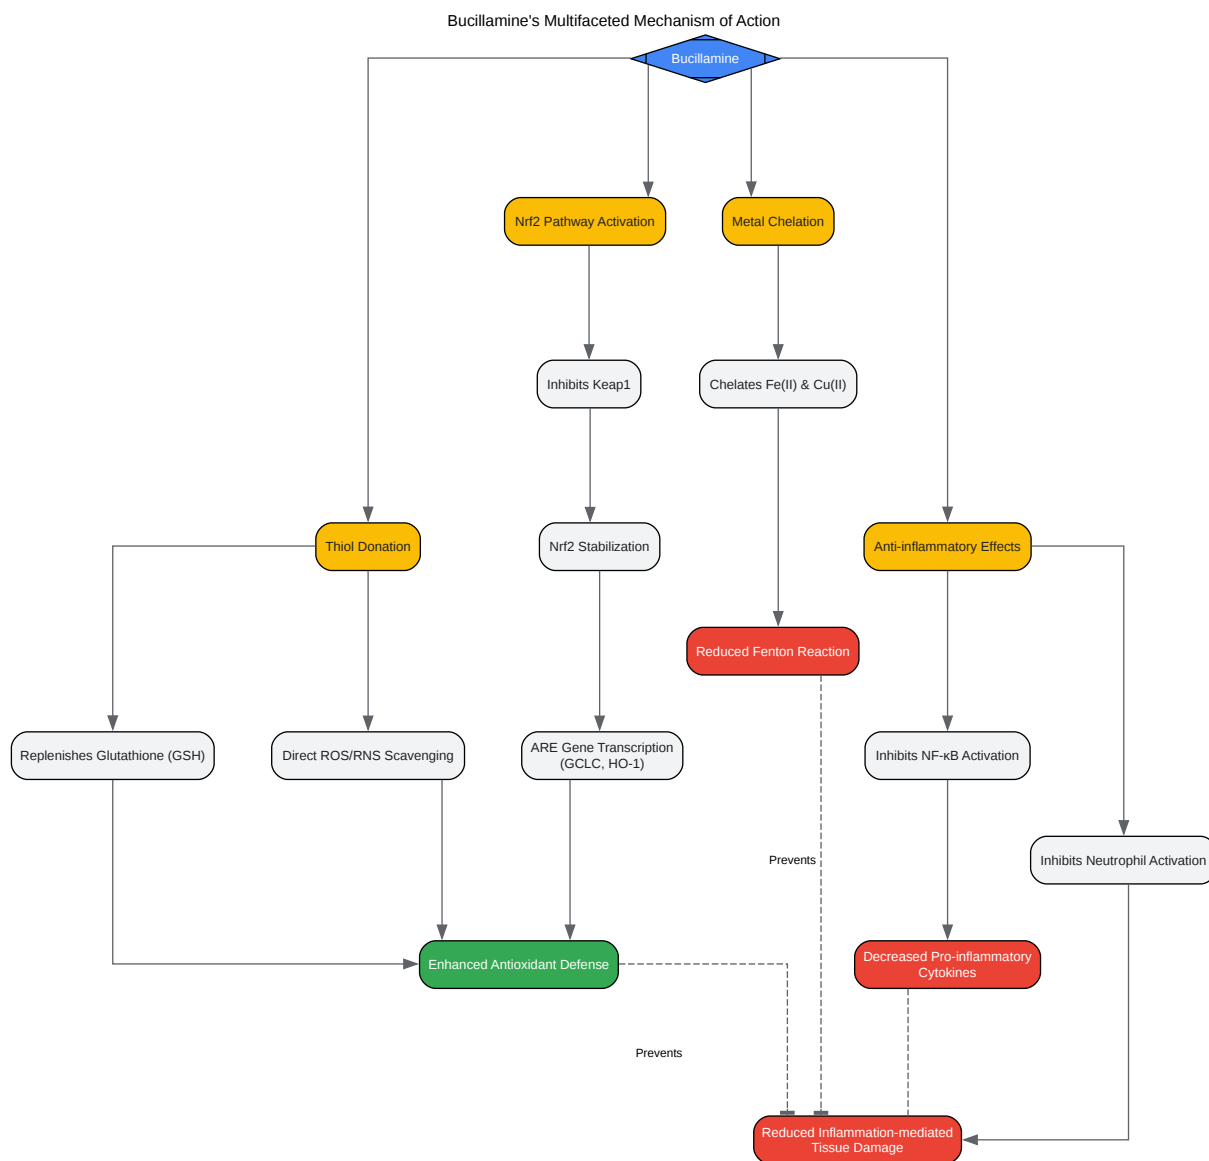 Bucillamine's Multifaceted Mechanism of Action
Bucillamine
Nrf2 Pathway Activation
Metal Chelation
Inhibits Keap1
Chelates Fe(II) & Cu(II)
Thiol Donation
Nrf2 Stabilization
Anti-inflammatory Effects
Reduced Fenton Reaction
Replenishes Glutathione (GSH)
Direct ROS/RNS Scavenging
ARE Gene Transcription
(GCLC, HO-1)
Inhibits NF-κB Activation
Prevents
Inhibits Neutrophil Activation
Enhanced Antioxidant Defense
Decreased Pro-inflammatory
Cytokines
Prevents
Reduced Inflammation-mediated
Tissue Damage